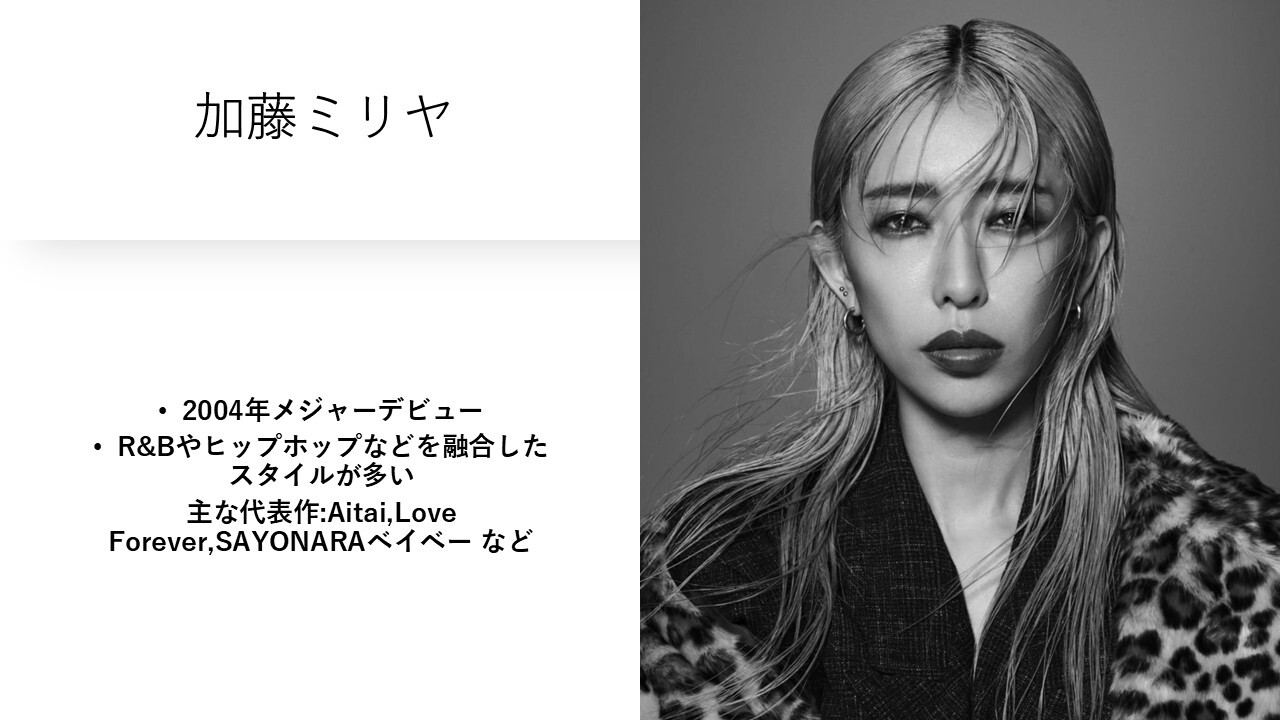 加藤ミリヤ
• 2004年メジャーデビュー
• R&Bやヒップホップなどを融合した
スタイルが多い
主な代表作:Aitai,Love
Forever,SAYONARAベイベー など